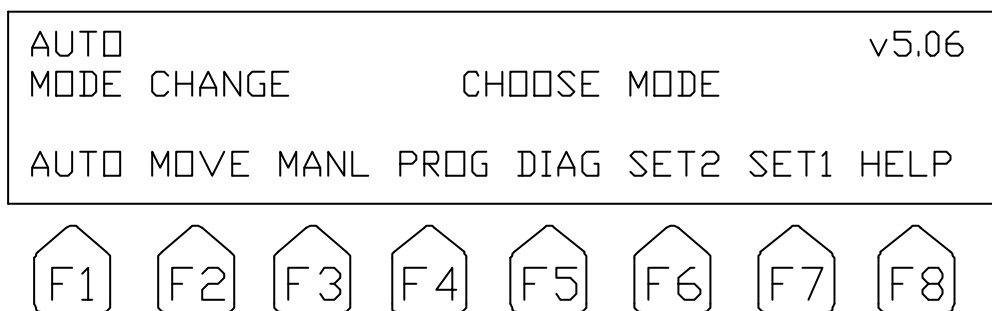 AUTO v5.06
MODE CHANGE CHOOSE MODE
AUTO MOVE MANL PROG DIAG SET2 SET1 HELP
F1 F2 F3 F4 F5 F6 F7 F8